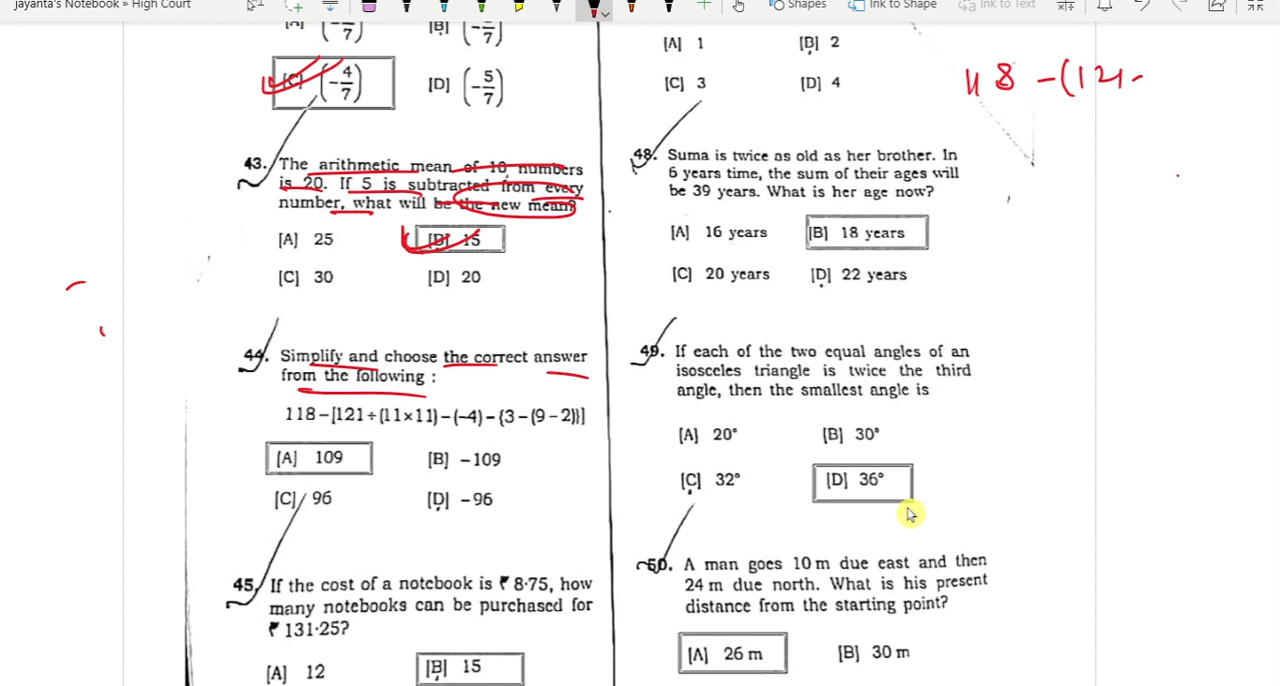 jayanta's Notebook » High Court
Shapes
Ink to Shape
Ink to Text
[B]
(-4/7)
[D] (-5/7)
43. The arithmetic mean of 10 numbers
is 20. If 5 is subtracted from every
number, what will be the new mean?
[A] 25
[B] 15
[C] 30
[D] 20
44. Simplify and choose the correct answer
from the following :
118-[121÷(11×11)-(-4)-{3-(9-2)}]
[A] 109
[B] -109
[C] 96
[D] -96
45. If the cost of a notebook is ₹ 8·75, how
many notebooks can be purchased for
₹ 131·25?
[A] 12
[B] 15
[A] 1
[B] 2
[C] 3
[D] 4
48. Suma is twice as old as her brother. In
6 years time, the sum of their ages will
be 39 years. What is her age now?
[A] 16 years
[B] 18 years
[C] 20 years
[D] 22 years
49. If each of the two equal angles of an
isosceles triangle is twice the third
angle, then the smallest angle is
[A] 20°
[B] 30°
[C] 32°
[D] 36°
50. A man goes 10 m due east and then
24 m due north. What is his present
distance from the starting point?
[A] 26 m
[B] 30 m
118 -(121